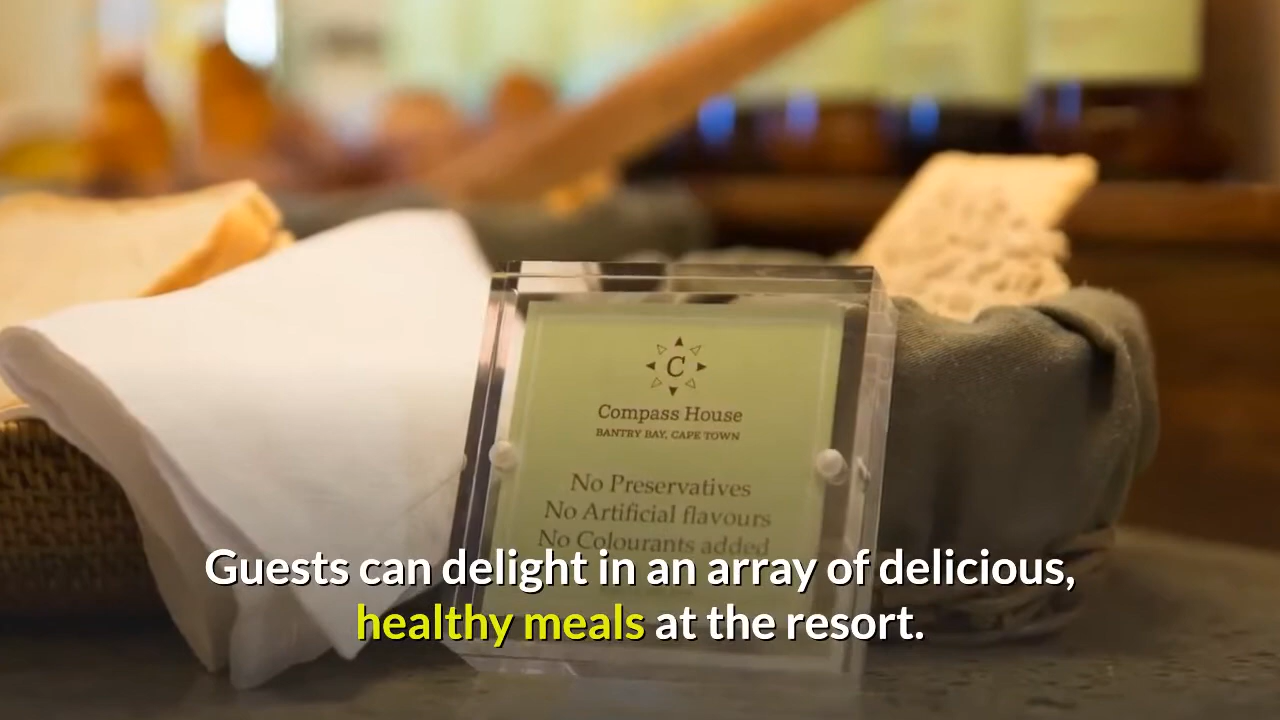 C
Compass House
BANTRY BAY, CAPE TOWN
No Preservatives
No Artificial flavours
No Colourants added
Guests can delight in an array of delicious,
healthy meals at the resort.